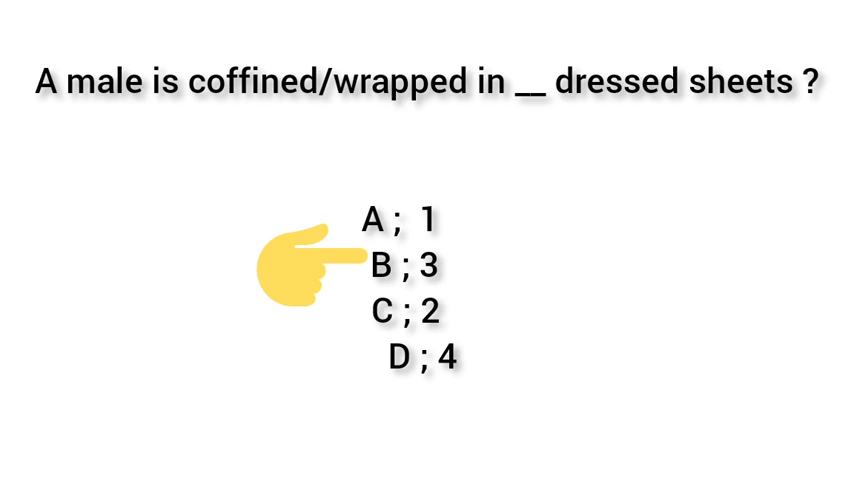 A male is coffined/wrapped in __ dressed sheets ?
A ; 1
B ; 3
C ; 2
D ; 4